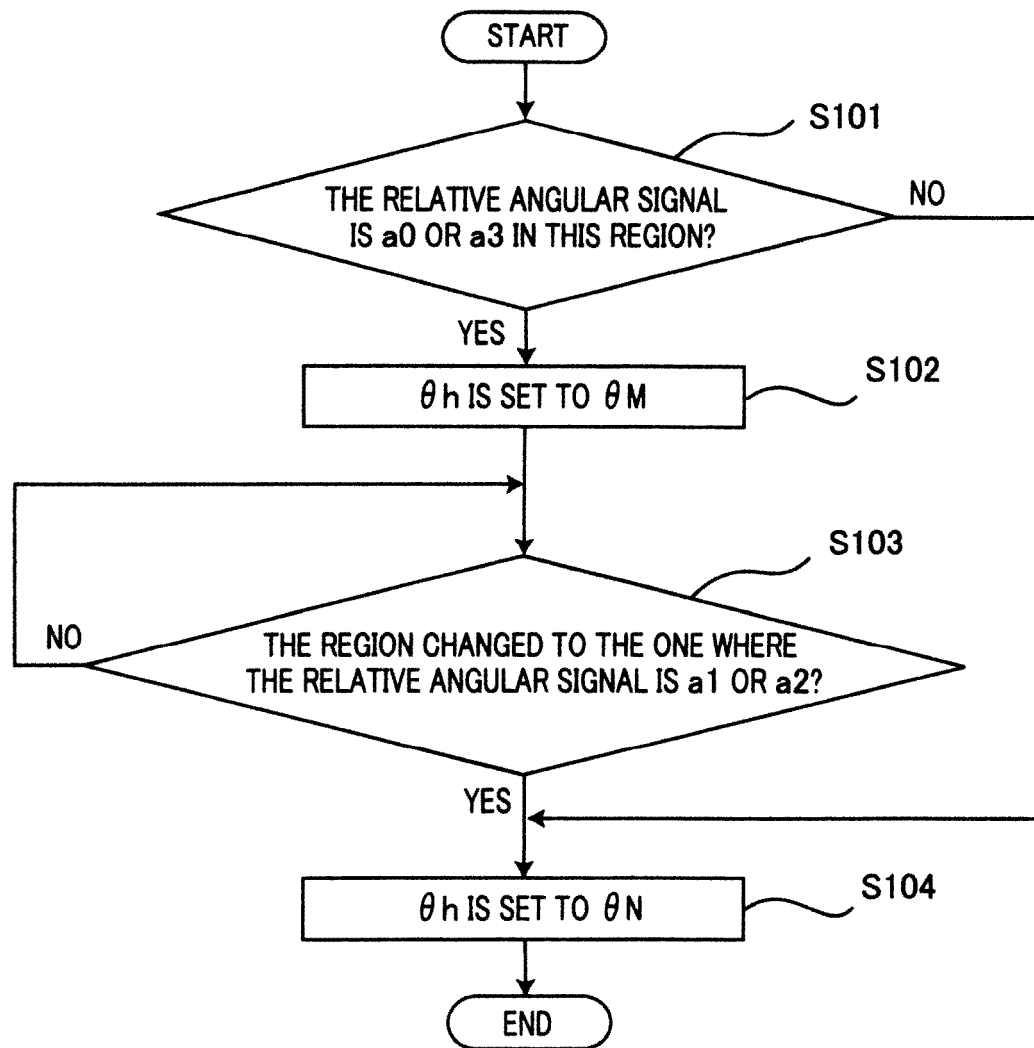 START
S101
THE RELATIVE ANGULAR SIGNAL
IS a0 OR a3 IN THIS REGION?
NO
YES
S102
θh IS SET TO θM
S103
NO
THE REGION CHANGED TO THE ONE WHERE
THE RELATIVE ANGULAR SIGNAL IS a1 OR a2?
YES
S104
θh IS SET TO θN
END